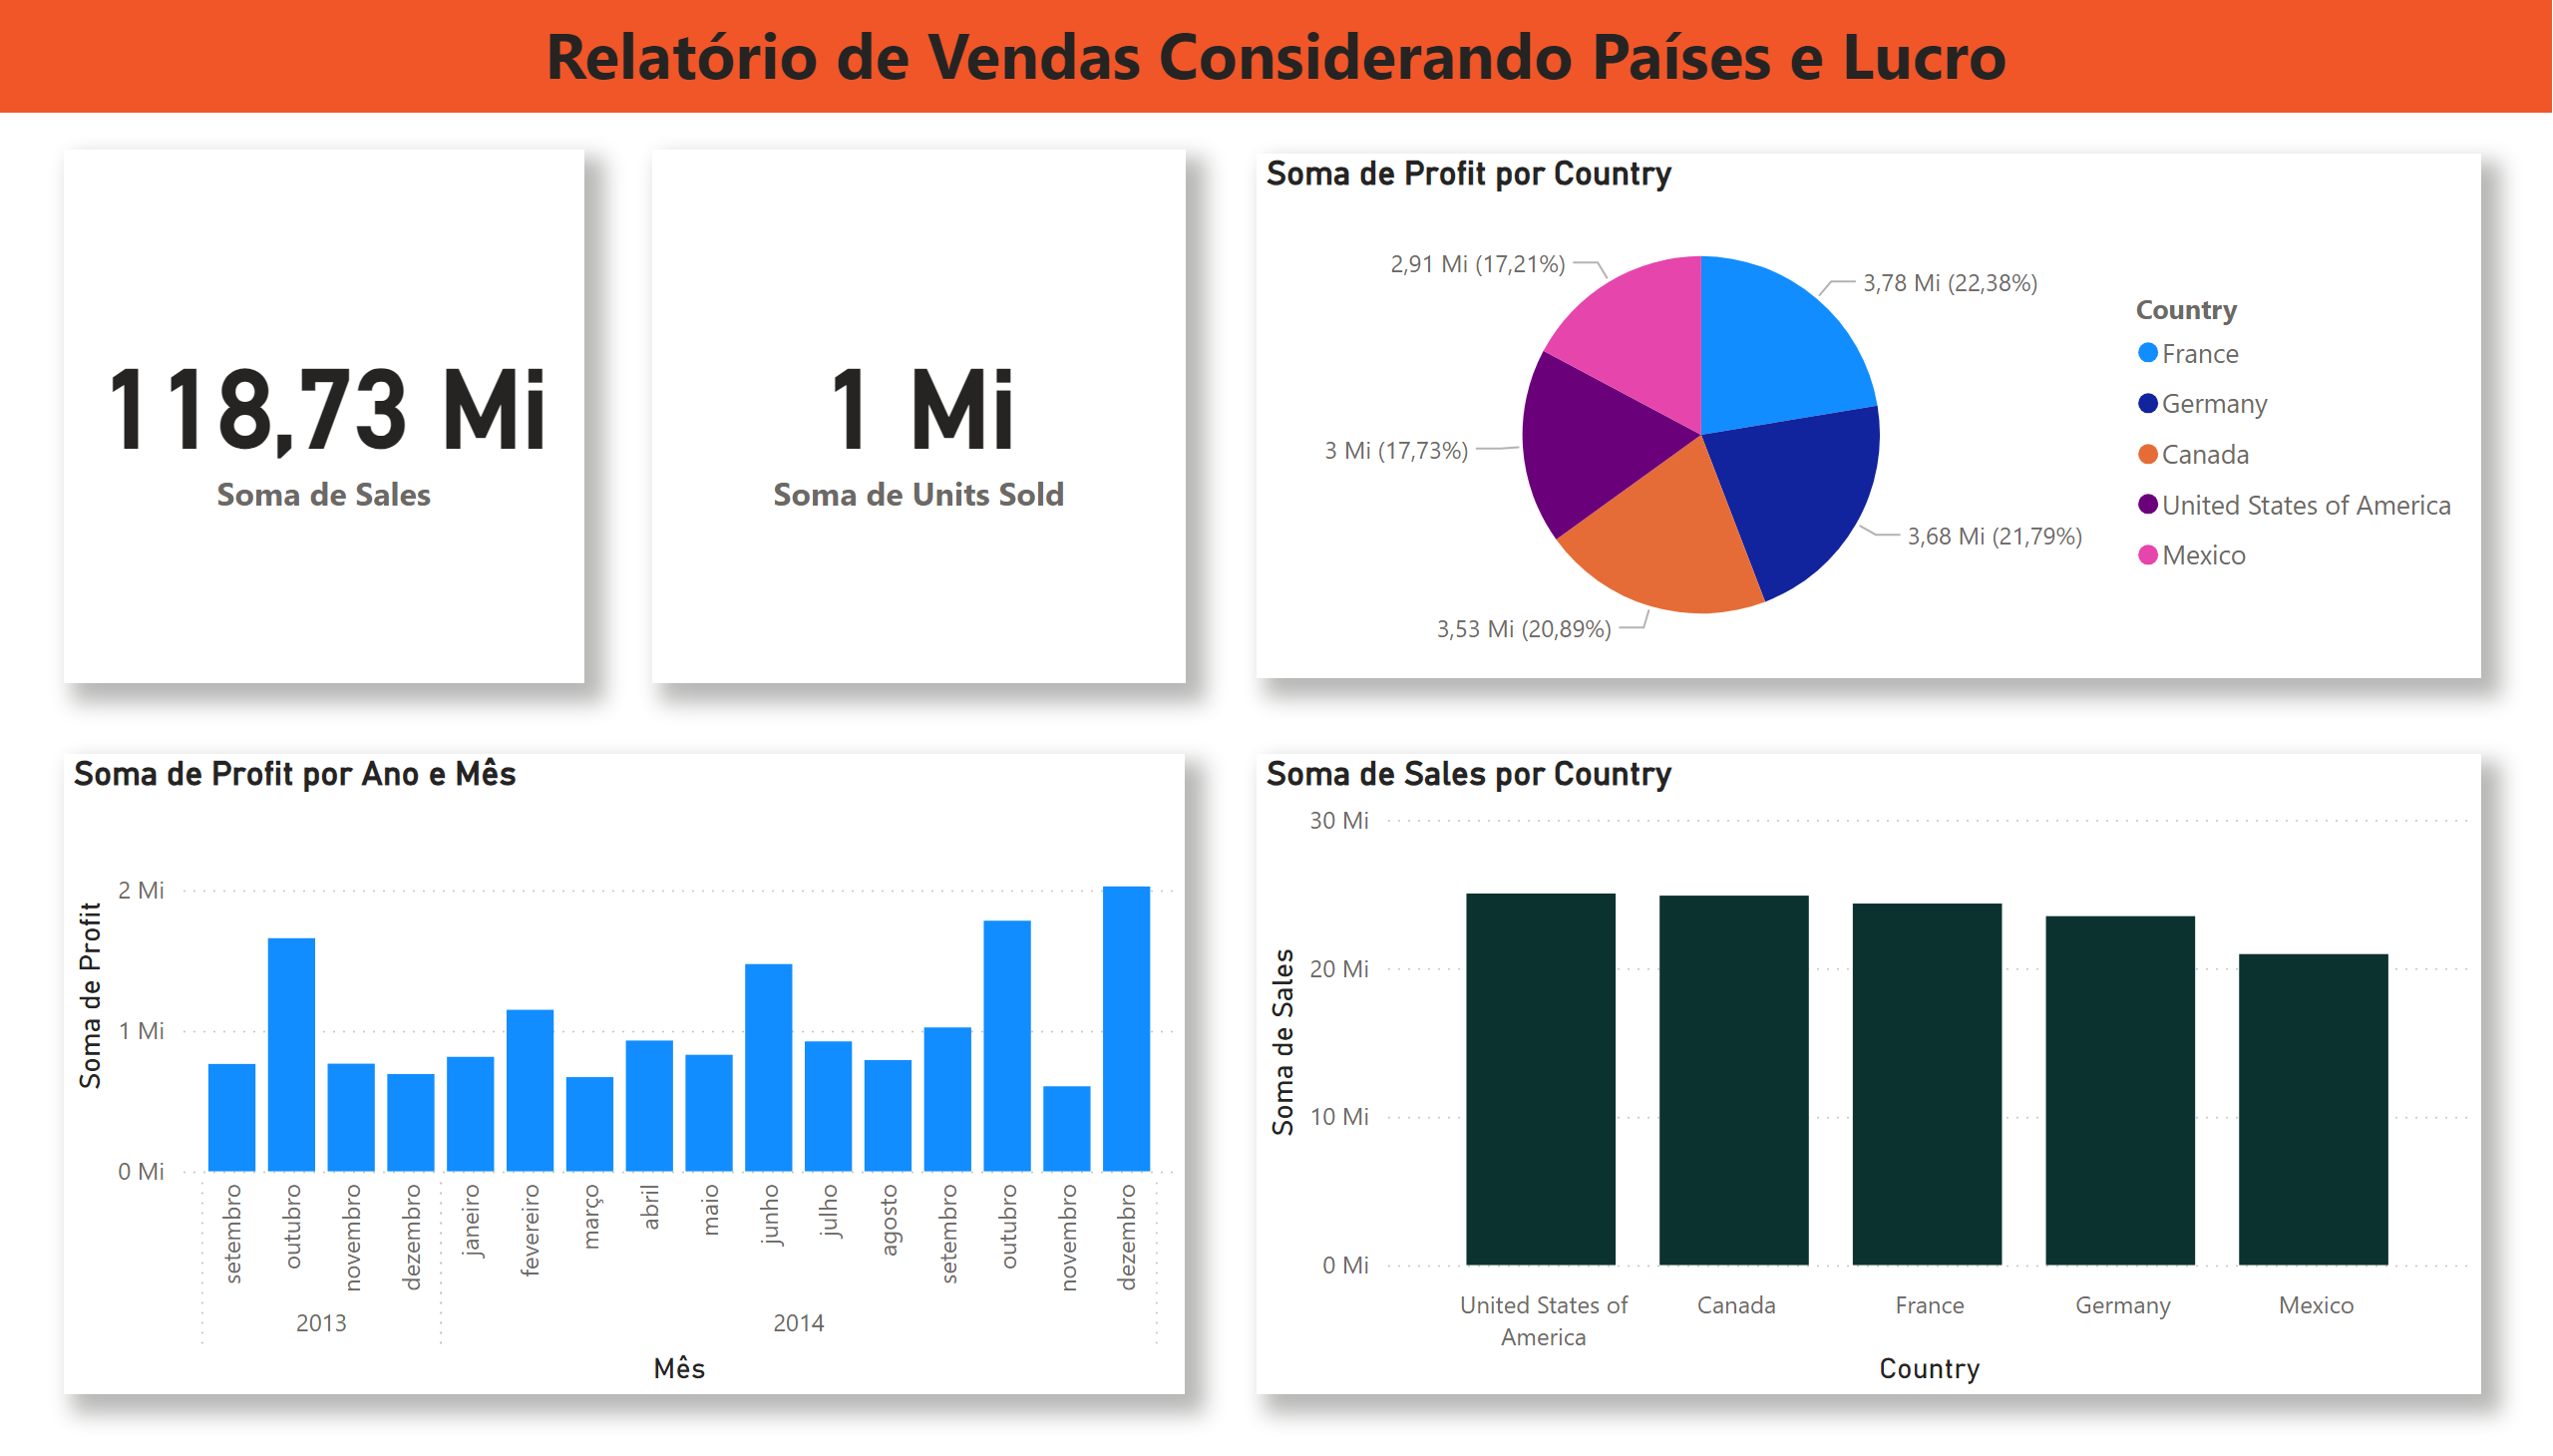 Relatório de Vendas Considerando Países e Lucro
118,73 Mi
Soma de Sales
1 Mi
Soma de Units Sold
Soma de Profit por Country
2,91 Mi (17,21%)
3,78 Mi (22,38%)
3 Mi (17,73%)
3,68 Mi (21,79%)
3,53 Mi (20,89%)
Country
France
Germany
Canada
United States of America
Mexico
Soma de Profit por Ano e Mês
Soma de Profit
2 Mi
1 Mi
0 Mi
setembro
outubro
novembro
dezembro
janeiro
fevereiro
março
abril
maio
junho
julho
agosto
setembro
outubro
novembro
dezembro
2013
2014
Mês
Soma de Sales por Country
Soma de Sales
30 Mi
20 Mi
10 Mi
0 Mi
United States of
America
Canada
France
Germany
Mexico
Country